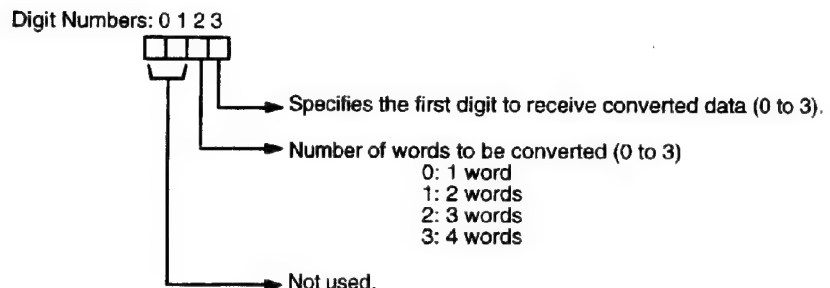 Digit Numbers: 0 1 2 3
Specifies the first digit to receive converted data (0 to 3).
Number of words to be converted (0 to 3)
0: 1 word
1: 2 words
2: 3 words
3: 4 words
Not used.